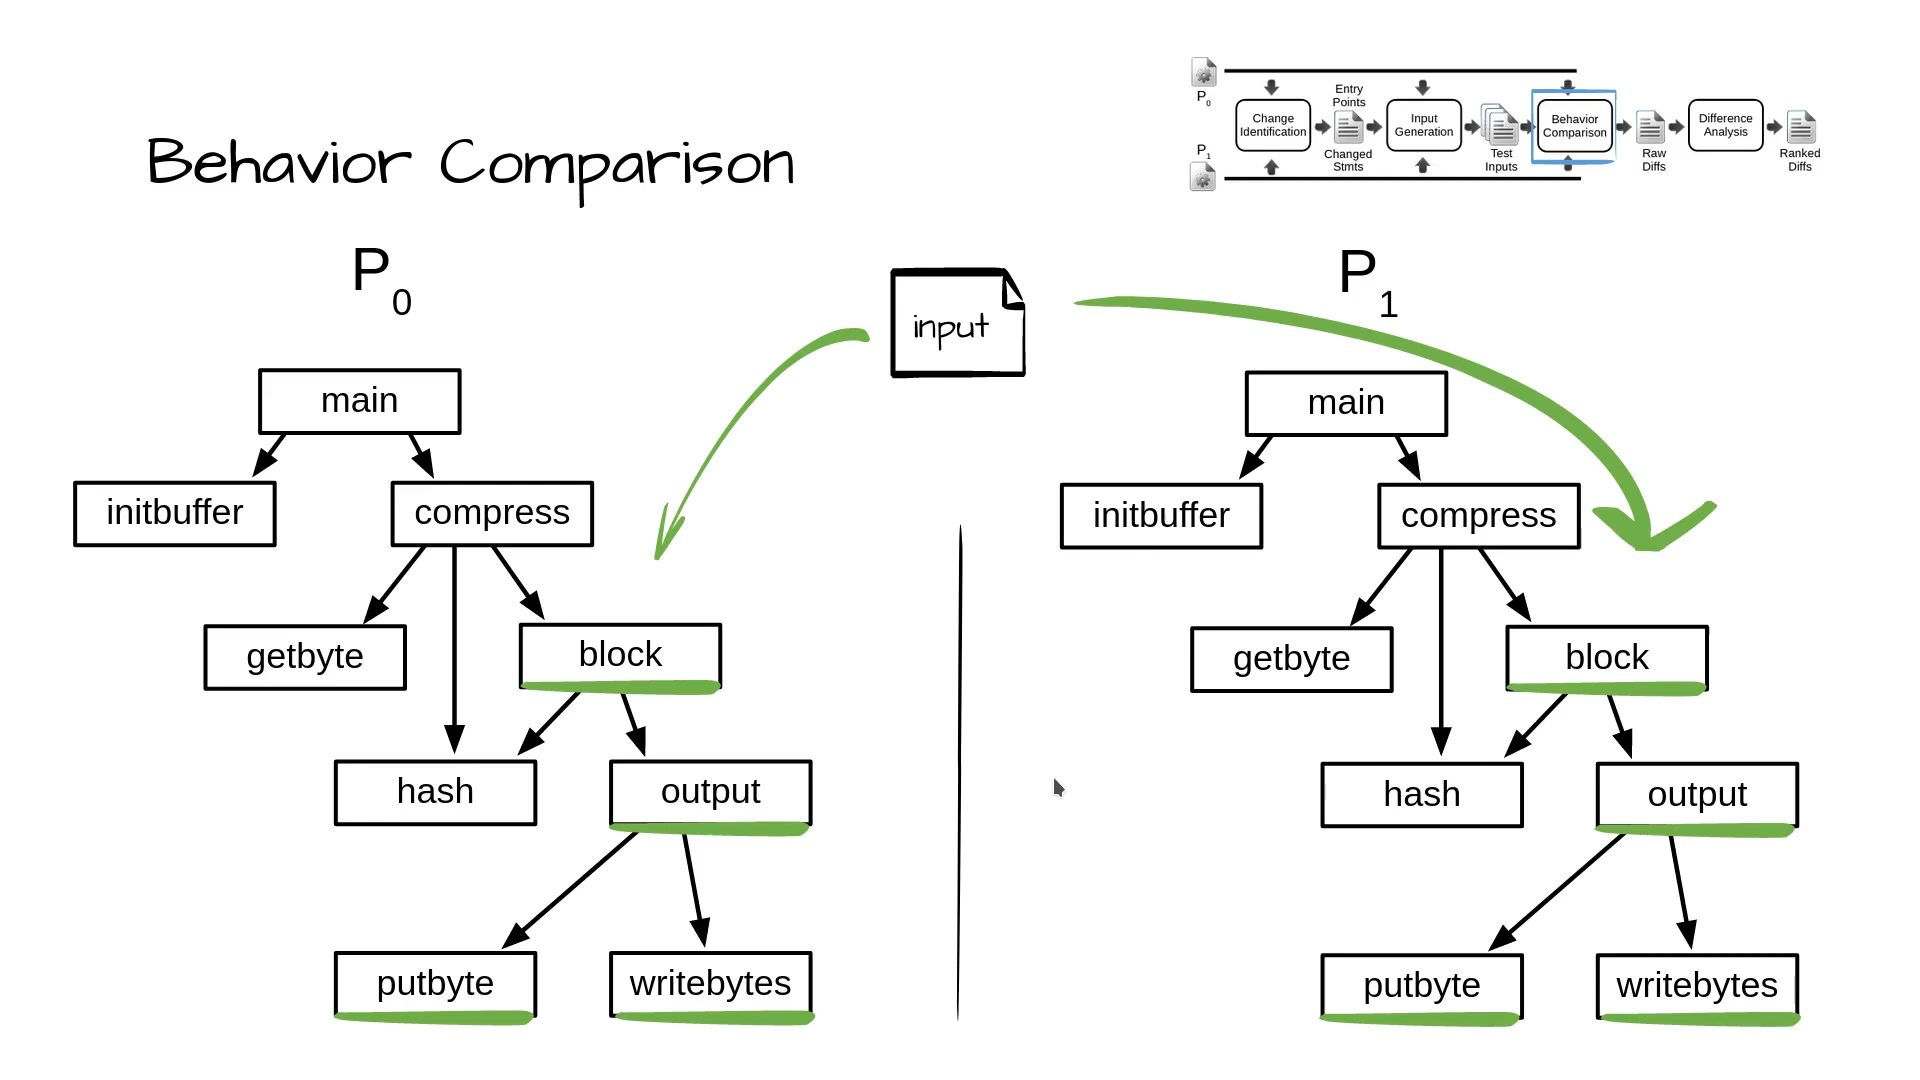 Behavior Comparison
P0
P1
Change
Identification
Entry
Points
Changed
Stmts
Input
Generation
Test
Inputs
Behavior
Comparison
Raw
Diffs
Difference
Analysis
Ranked
Diffs
P0
input
P1
main
initbuffer
compress
getbyte
block
hash
output
putbyte
writebytes
main
initbuffer
compress
getbyte
block
hash
output
putbyte
writebytes